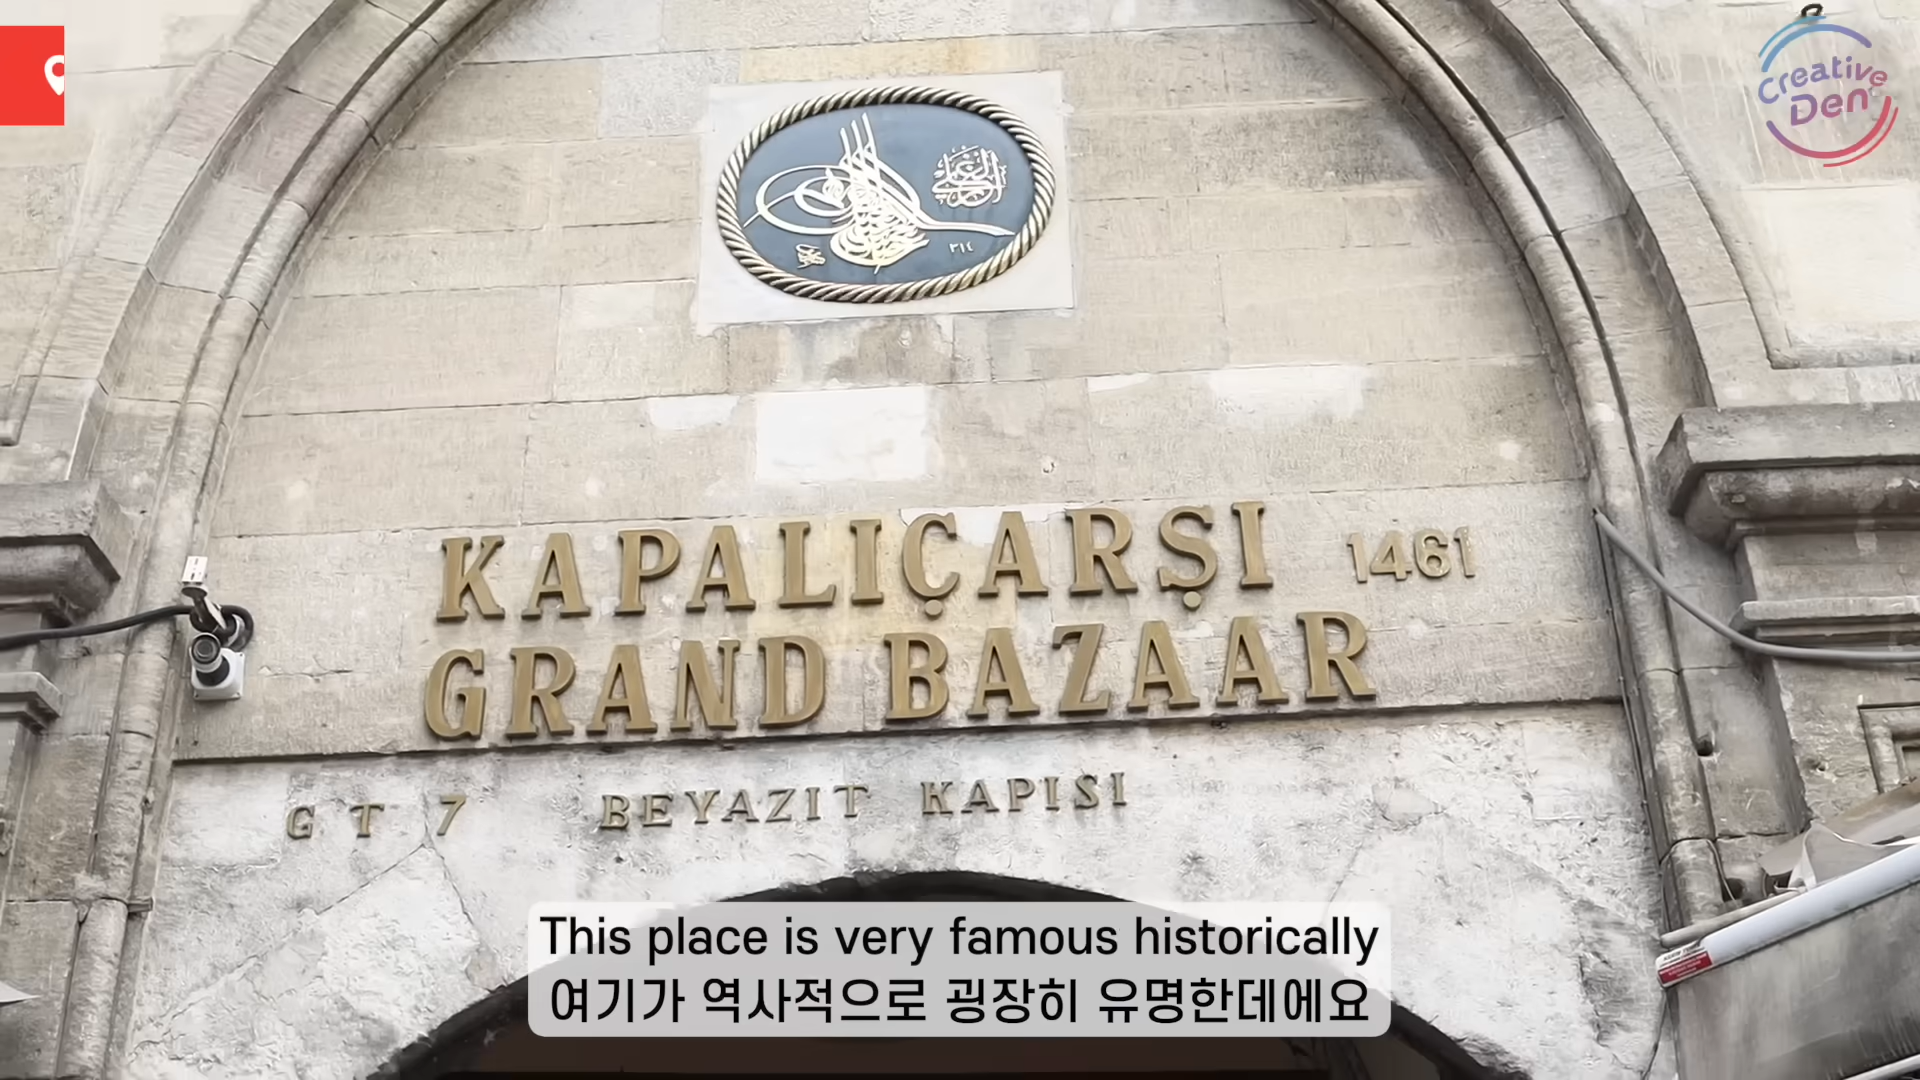 Creative
Den
٣١٤
KAPALIÇARŞI 1461
GRAND BAZAAR
G T 7 BEYAZIT KAPISI
This place is very famous historically
여기가 역사적으로 굉장히 유명한데에요